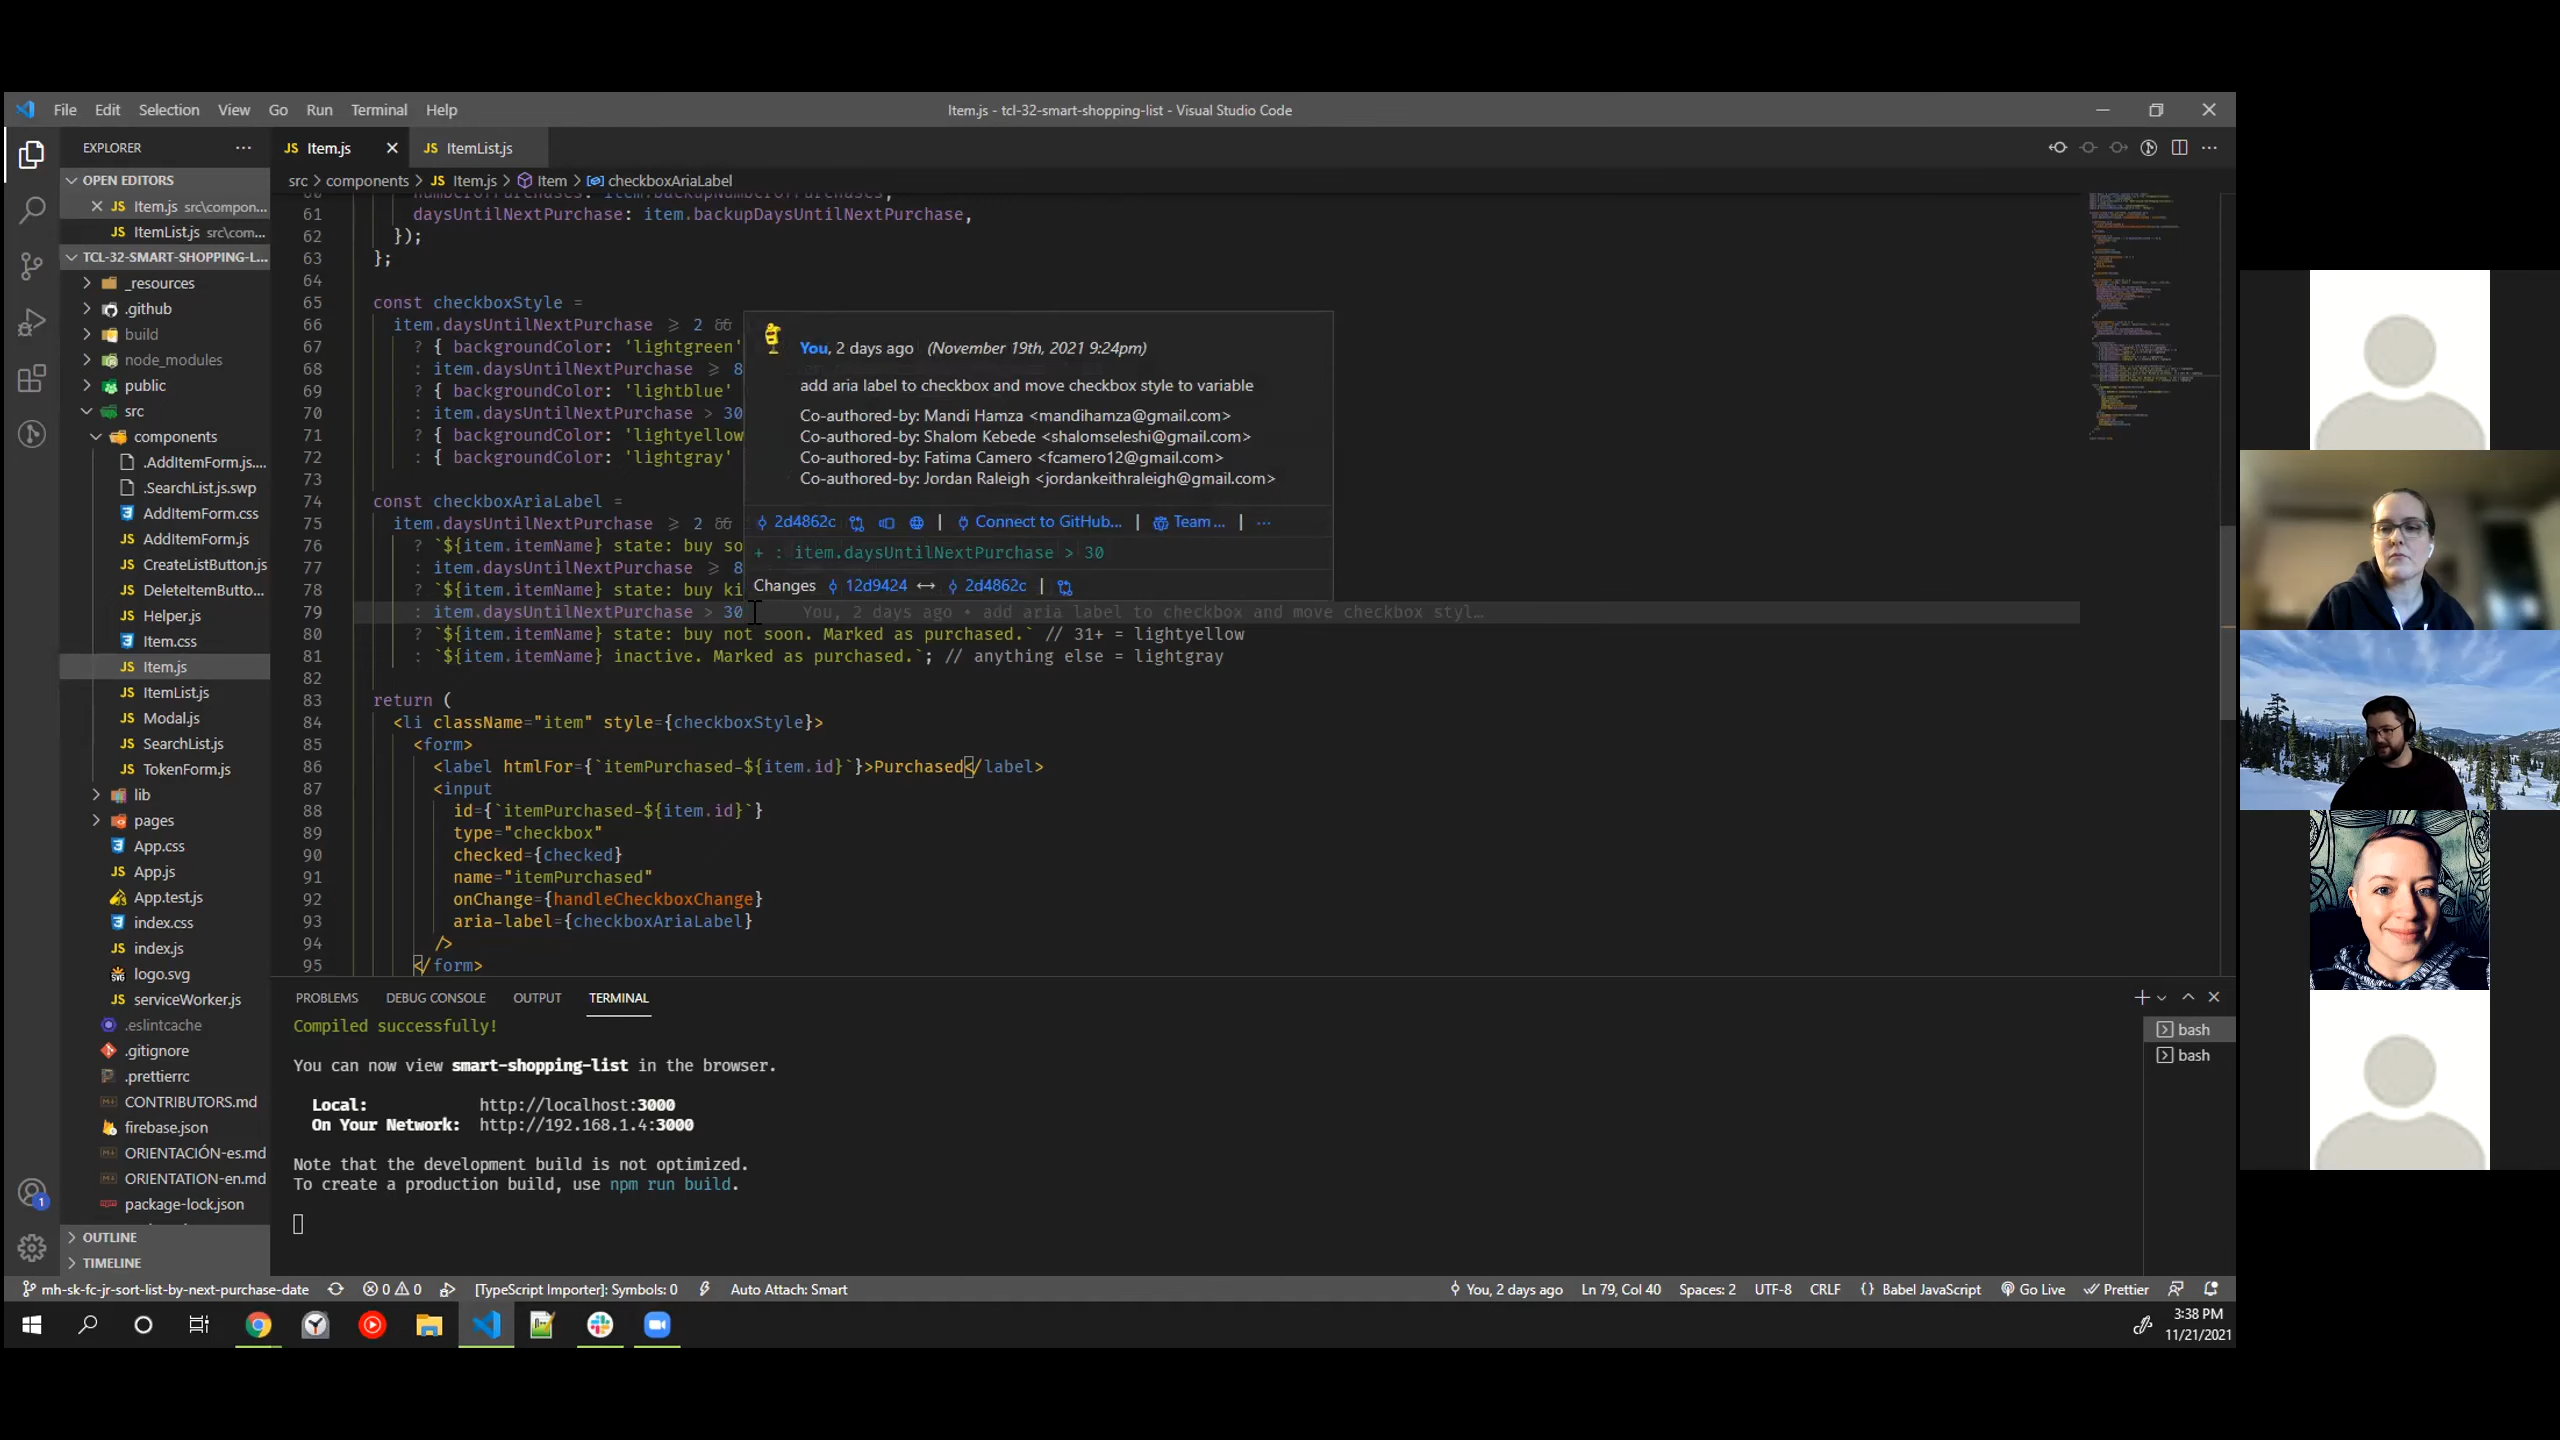 File Edit Selection View Go Run Terminal Help
Item.js - tcl-32-smart-shopping-list - Visual Studio Code
EXPLORER
OPEN EDITORS
JS Item.js src\compon...
JS ItemList.js src\com...
TCL-32-SMART-SHOPPING-L...
_resources
.github
build
node_modules
public
src
components
.AddItemForm.js....
.SearchList.js.swp
AddItemForm.css
JS AddItemForm.js
JS CreateListButton.js
JS DeleteItemButto...
JS Helper.js
Item.css
JS Item.js
JS ItemList.js
JS Modal.js
JS SearchList.js
JS TokenForm.js
lib
pages
App.css
JS App.js
App.test.js
index.css
JS index.js
logo.svg
JS serviceWorker.js
.eslintcache
.gitignore
.prettierrc
CONTRIBUTORS.md
firebase.json
ORIENTACIÓN-es.md
ORIENTATION-en.md
package-lock.json
OUTLINE
TIMELINE
JS Item.js
JS ItemList.js
src > components > JS Item.js > Item > checkboxAriaLabel
61 daysUntilNextPurchase: item.backupDaysUntilNextPurchase,
62 });
63 };
64
65 const checkboxStyle =
66 item.daysUntilNextPurchase >= 2 &&
67 ? { backgroundColor: 'lightgreen'
68 : item.daysUntilNextPurchase >= 8
69 ? { backgroundColor: 'lightblue'
70 : item.daysUntilNextPurchase > 30
71 ? { backgroundColor: 'lightyellow
72 : { backgroundColor: 'lightgray'
73
74 const checkboxAriaLabel =
75 item.daysUntilNextPurchase >= 2 &&
76 ? `${item.itemName} state: buy so
77 : item.daysUntilNextPurchase >= 8
78 ? `${item.itemName} state: buy ki
79 : item.daysUntilNextPurchase > 30 You, 2 days ago • add aria label to checkbox and move checkbox styl…
80 ? `${item.itemName} state: buy not soon. Marked as purchased.` // 31+ = lightyellow
81 : `${item.itemName} inactive. Marked as purchased.`; // anything else = lightgray
82
83 return (
84 <li className="item" style={checkboxStyle}>
85 <form>
86 <label htmlFor={`itemPurchased-${item.id}`}>Purchased</label>
87 <input
88 id={`itemPurchased-${item.id}`}
89 type="checkbox"
90 checked={checked}
91 name="itemPurchased"
92 onChange={handleCheckboxChange}
93 aria-label={checkboxAriaLabel}
94 />
95 </form>
You, 2 days ago (November 19th, 2021 9:24pm)
add aria label to checkbox and move checkbox style to variable
Co-authored-by: Mandi Hamza <mandihamza@gmail.com>
Co-authored-by: Shalom Kebede <shalomseleshi@gmail.com>
Co-authored-by: Fatima Camero <fcamero12@gmail.com>
Co-authored-by: Jordan Raleigh <jordankeithraleigh@gmail.com>
2d4862c | Connect to GitHub... | Team... | ...
+ : item.daysUntilNextPurchase > 30
Changes 12d9424 ↔ 2d4862c |
PROBLEMS DEBUG CONSOLE OUTPUT TERMINAL
Compiled successfully!
You can now view smart-shopping-list in the browser.
Local: http://localhost:3000
On Your Network: http://192.168.1.4:3000
Note that the development build is not optimized.
To create a production build, use npm run build.
bash
bash
mh-sk-fc-jr-sort-list-by-next-purchase-date 0 0 [TypeScript Importer]: Symbols: 0 Auto Attach: Smart
You, 2 days ago Ln 79, Col 40 Spaces: 2 UTF-8 CRLF {} Babel JavaScript Go Live Prettier
3:38 PM
11/21/2021